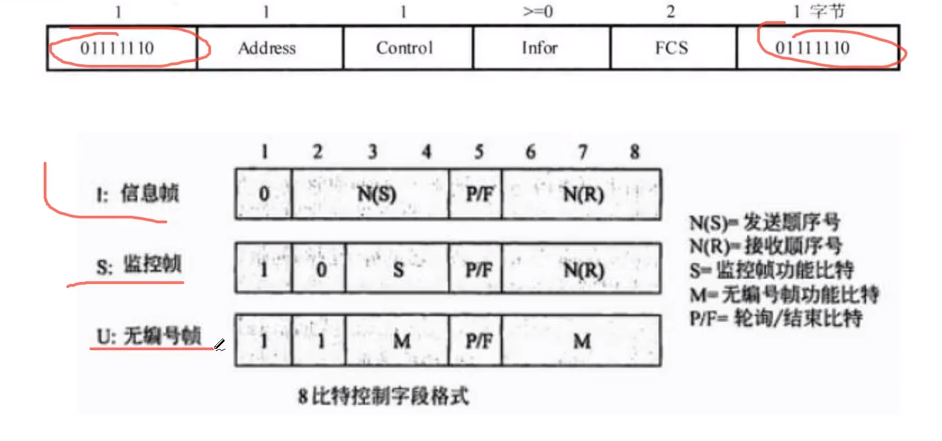 1 1 1 >=0 2 1 字节
01111110 Address Control Infor FCS 01111110
1 2 3 4 5 6 7 8
I: 信息帧 0 N(S) P/F N(R)
S: 监控帧 1 0 S P/F N(R)
U: 无编号帧 1 1 M P/F M
N(S)= 发送顺序号
N(R)= 接收顺序号
S= 监控帧功能比特
M= 无编号帧功能比特
P/F= 轮询/结束比特
8 比特控制字段格式